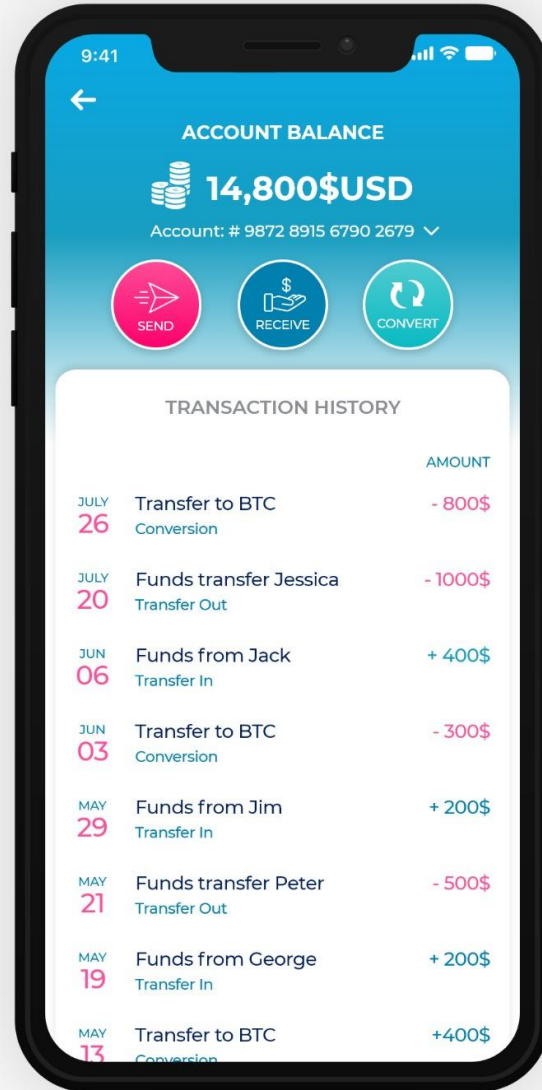 9:41
ACCOUNT BALANCE
14,800$USD
Account: # 9872 8915 6790 2679
SEND
$
RECEIVE
CONVERT
TRANSACTION HISTORY
AMOUNT
JULY
26
Transfer to BTC
Conversion
- 800$
JULY
20
Funds transfer Jessica
Transfer Out
- 1000$
JUN
06
Funds from Jack
Transfer In
+ 400$
JUN
03
Transfer to BTC
Conversion
- 300$
MAY
29
Funds from Jim
Transfer In
+ 200$
MAY
21
Funds transfer Peter
Transfer Out
- 500$
MAY
19
Funds from George
Transfer In
+ 200$
MAY
13
Transfer to BTC
Conversion
+400$